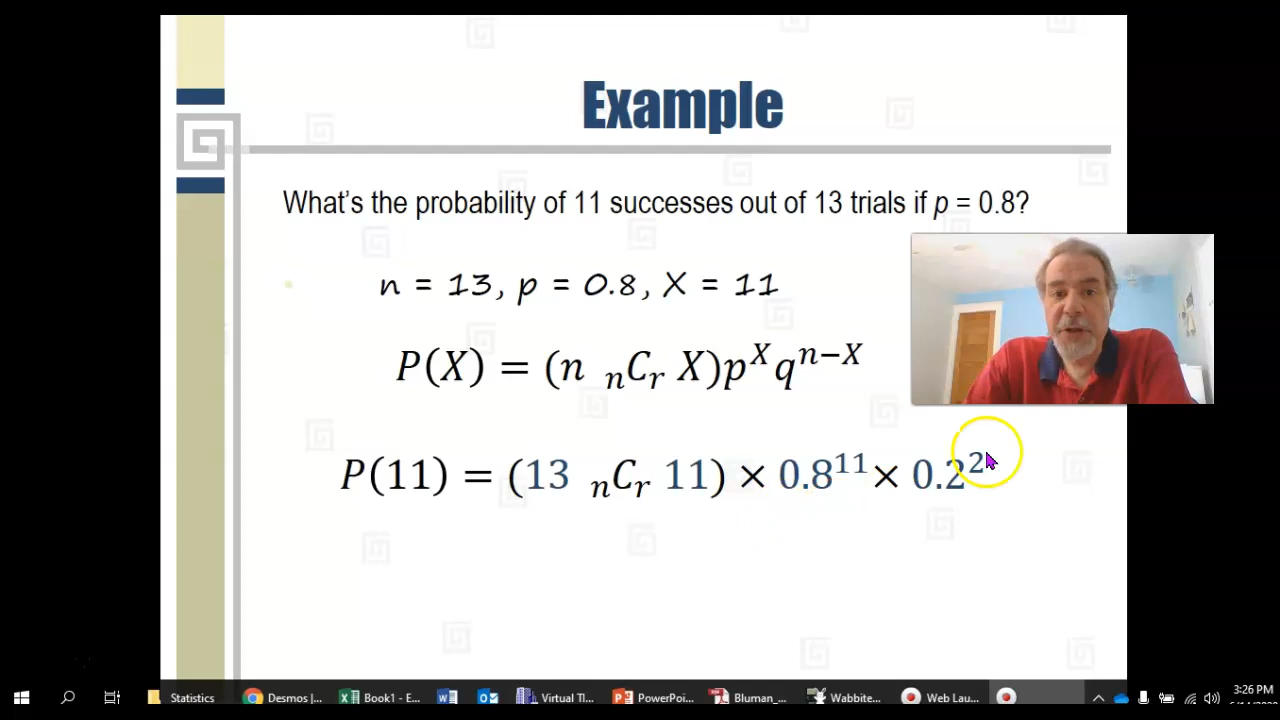 Example
What's the probability of 11 successes out of 13 trials if p = 0.8?
n = 13, p = 0.8, X = 11
P(X) = (n nCr X)p^X q^{n−X}
P(11) = (13 nCr 11) × 0.8^{11} × 0.2^2
Statistics
Desmos |...
Book1 - E...
Virtual TI...
PowerPoi...
Bluman_...
Wabbite...
Web Lau...
3:26 PM